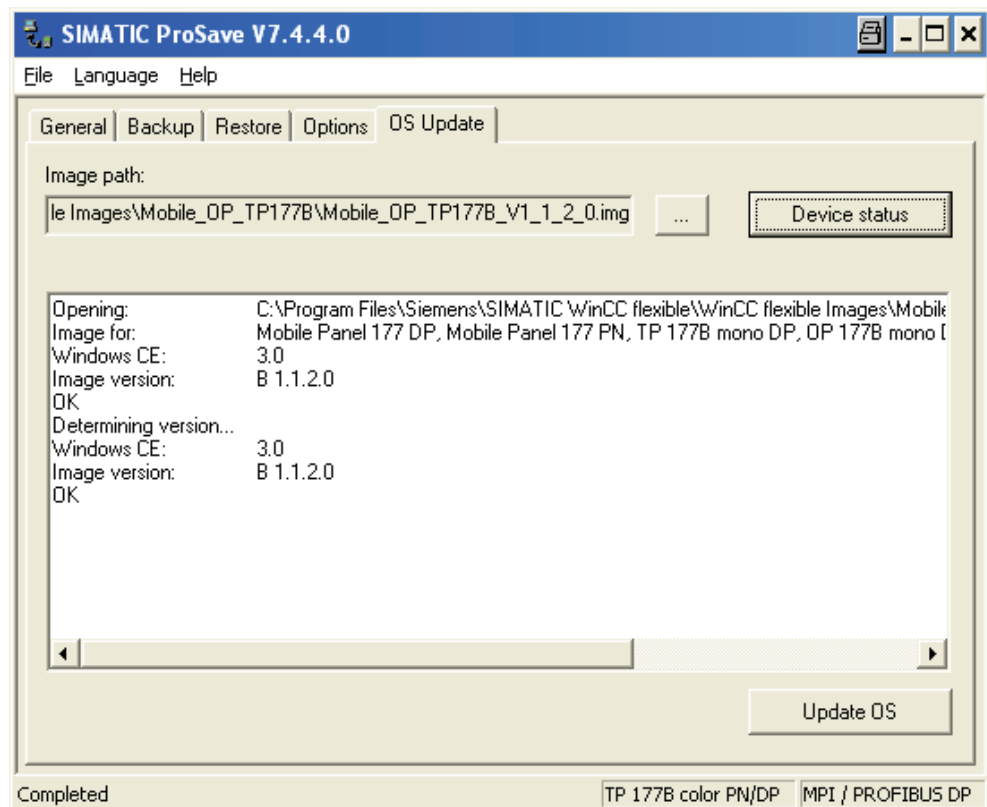 SIMATIC ProSave V7.4.4.0
File Language Help
General Backup Restore Options OS Update
Image path:
le Images\Mobile_OP_TP177B\Mobile_OP_TP177B_V1_1_2_0.img ... Device status
Opening: C:\Program Files\Siemens\SIMATIC WinCC flexible\WinCC flexible Images\Mobile
Image for: Mobile Panel 177 DP, Mobile Panel 177 PN, TP 177B mono DP, OP 177B mono
Windows CE: 3.0
Image version: B 1.1.2.0
OK
Determining version...
Windows CE: 3.0
Image version: B 1.1.2.0
OK
Update OS
Completed TP 177B color PN/DP MPI / PROFIBUS DP